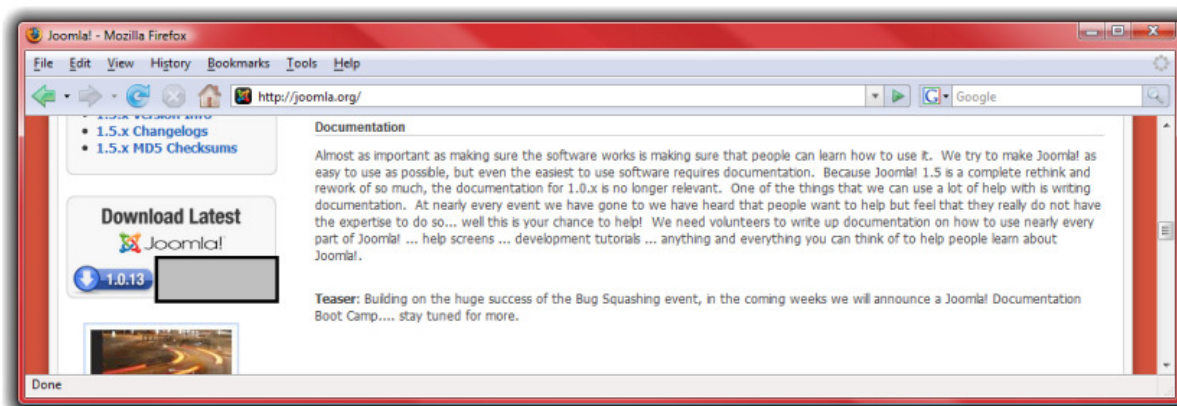 Joomla! - Mozilla Firefox
File Edit View History Bookmarks Tools Help
http://joomla.org/
Google
1.5.x Version Info
• 1.5.x Changelogs
• 1.5.x MD5 Checksums
Download Latest
Joomla!
1.0.13
Documentation
Almost as important as making sure the software works is making sure that people can learn how to use it. We try to make Joomla! as
easy to use as possible, but even the easiest to use software requires documentation. Because Joomla! 1.5 is a complete rethink and
rework of so much, the documentation for 1.0.x is no longer relevant. One of the things that we can use a lot of help with is writing
documentation. At nearly every event we have gone to we have heard that people want to help but feel that they really do not have
the expertise to do so... well this is your chance to help! We need volunteers to write up documentation on how to use nearly every
part of Joomla! ... help screens ... development tutorials ... anything and everything you can think of to help people learn about
Joomla!.
Teaser: Building on the huge success of the Bug Squashing event, in the coming weeks we will announce a Joomla! Documentation
Boot Camp.... stay tuned for more.
Done